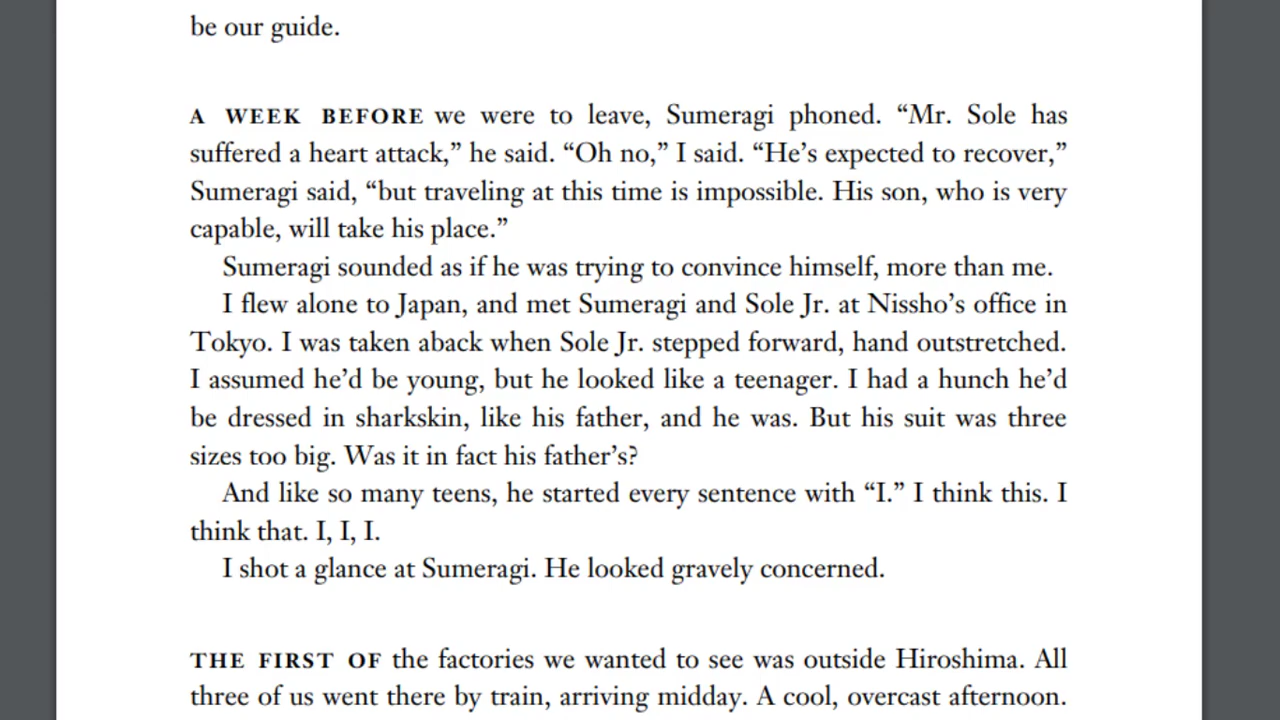 be our guide.
A WEEK BEFORE we were to leave, Sumeragi phoned. “Mr. Sole has
suffered a heart attack,” he said. “Oh no,” I said. “He’s expected to recover,”
Sumeragi said, “but traveling at this time is impossible. His son, who is very
capable, will take his place.”
Sumeragi sounded as if he was trying to convince himself, more than me.
I flew alone to Japan, and met Sumeragi and Sole Jr. at Nissho’s office in
Tokyo. I was taken aback when Sole Jr. stepped forward, hand outstretched.
I assumed he’d be young, but he looked like a teenager. I had a hunch he’d
be dressed in sharkskin, like his father, and he was. But his suit was three
sizes too big. Was it in fact his father’s?
And like so many teens, he started every sentence with “I.” I think this. I
think that. I, I, I.
I shot a glance at Sumeragi. He looked gravely concerned.
THE FIRST OF the factories we wanted to see was outside Hiroshima. All
three of us went there by train, arriving midday. A cool, overcast afternoon.